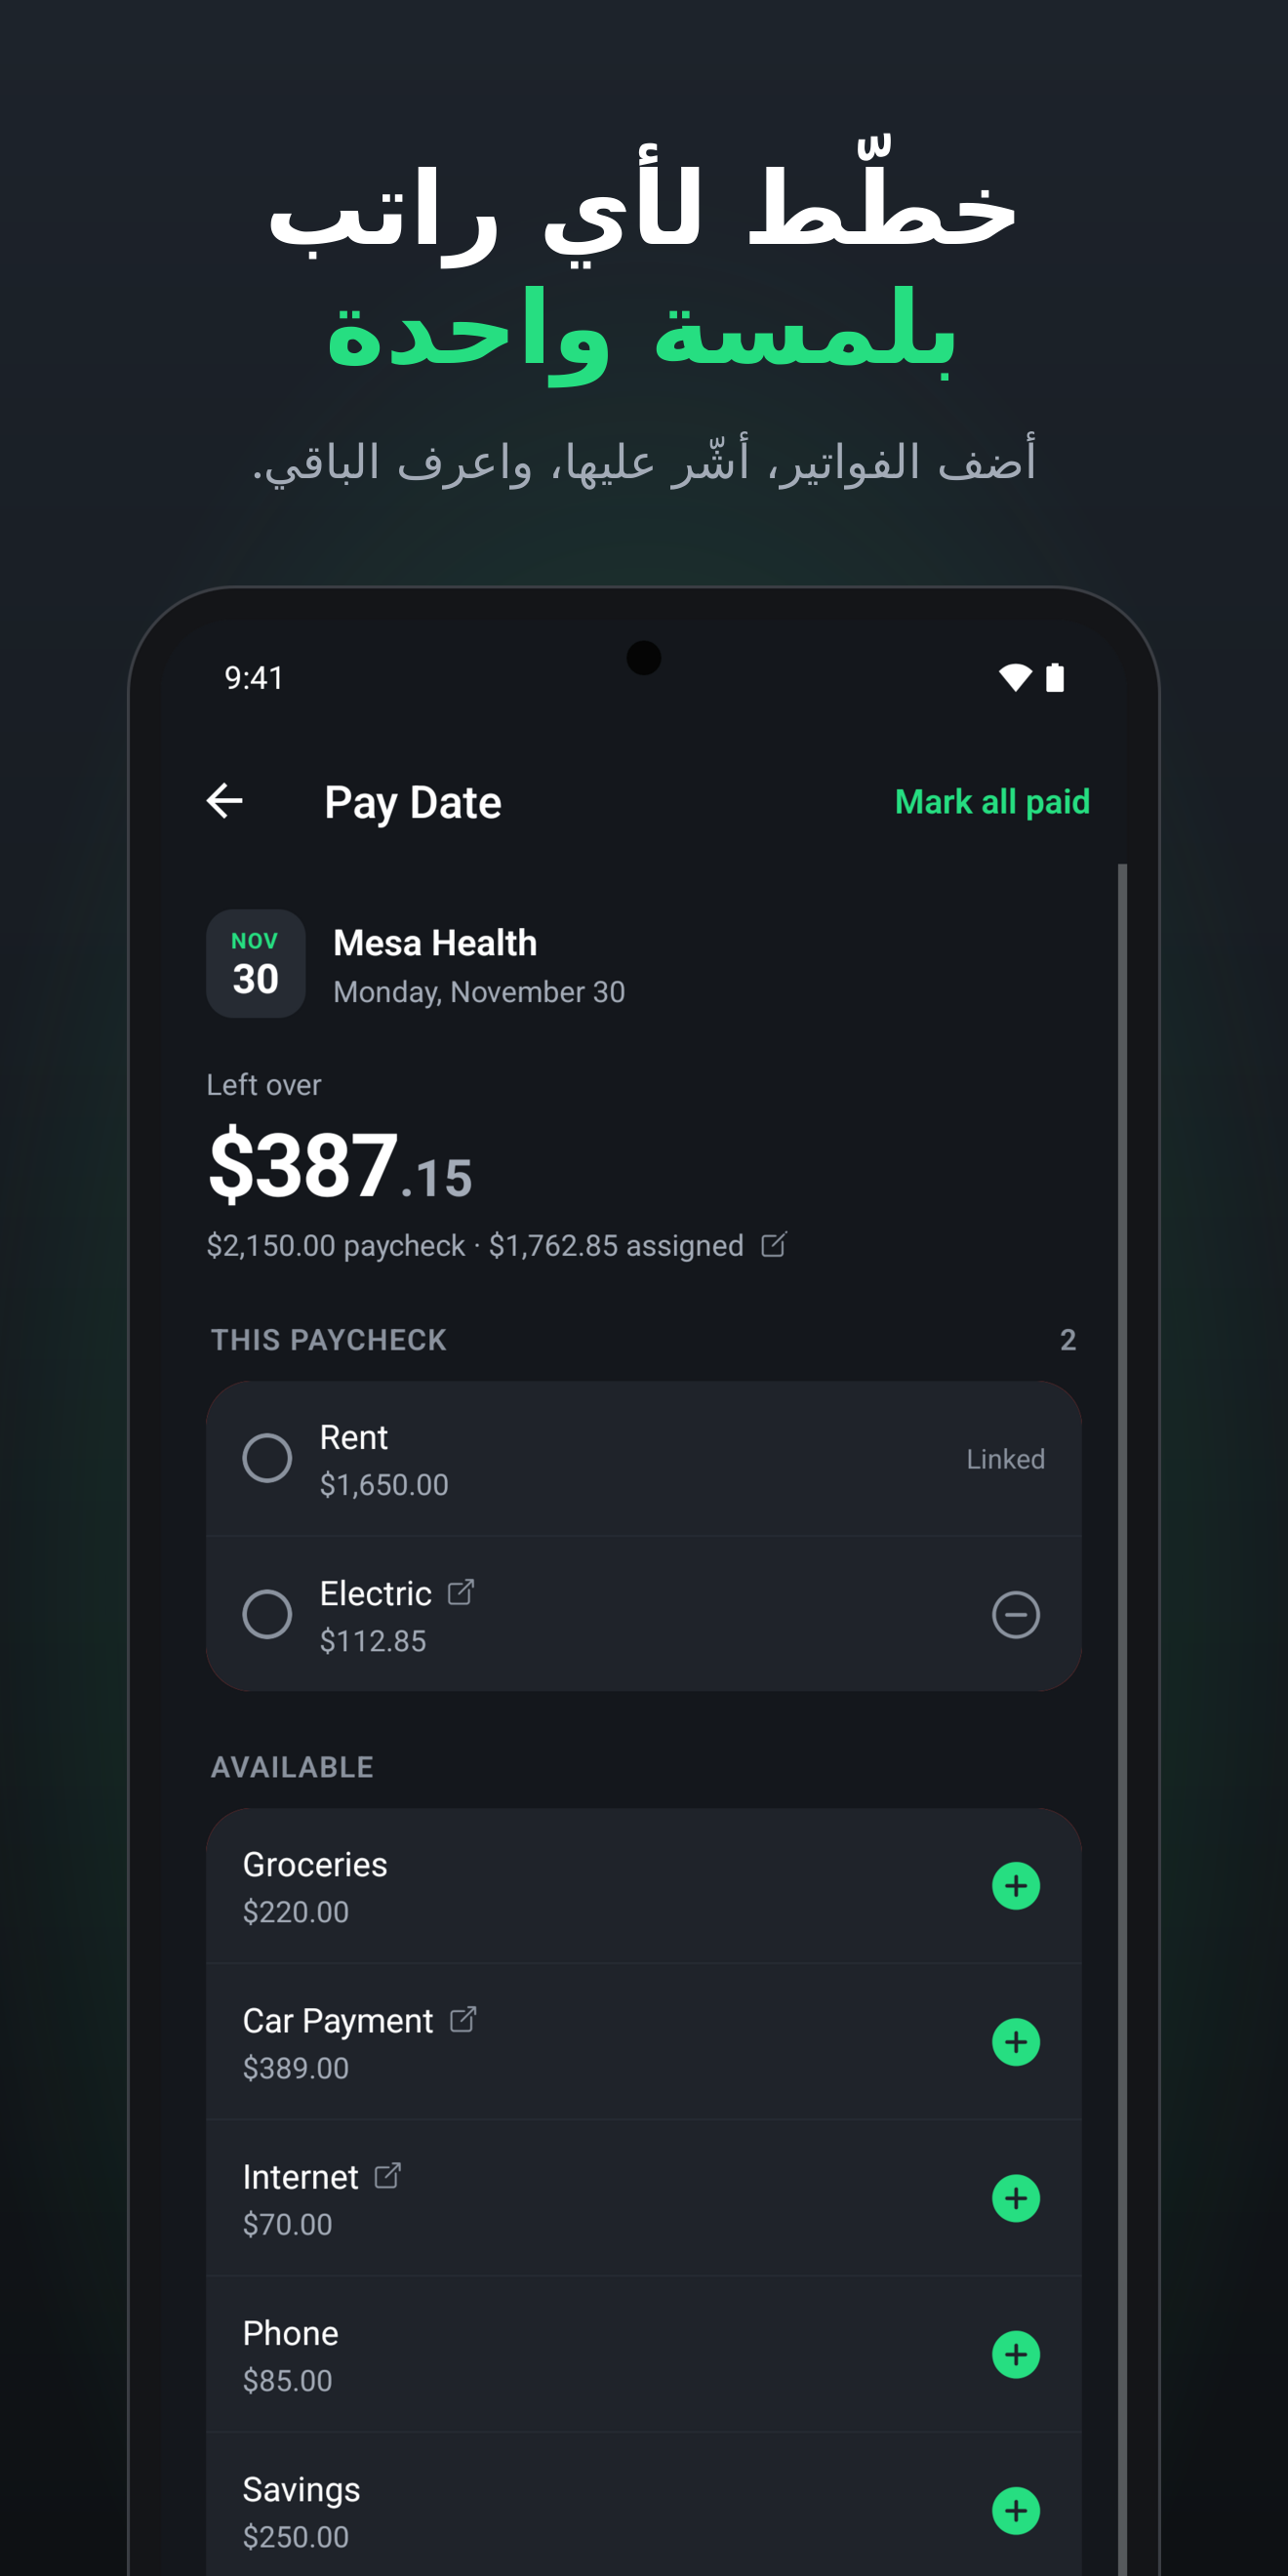 خطّط لأي راتب
بلمسة واحدة
أضف الفواتير، أشّر عليها، واعرف الباقي.
9:41
Pay Date
Mark all paid
NOV
30
Mesa Health
Monday, November 30
Left over
$387.15
$2,150.00 paycheck · $1,762.85 assigned
THIS PAYCHECK
2
Rent
$1,650.00
Linked
Electric
$112.85
AVAILABLE
Groceries
$220.00
Car Payment
$389.00
Internet
$70.00
Phone
$85.00
Savings
$250.00